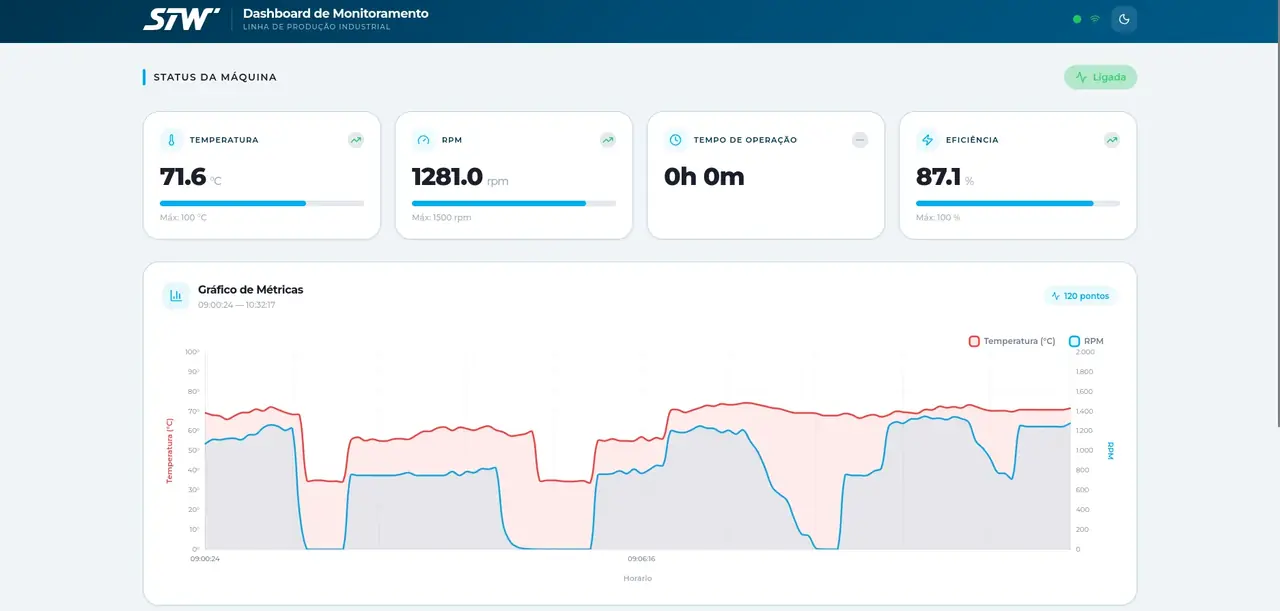 STW
Dashboard de Monitoramento
LINHA DE PRODUÇÃO INDUSTRIAL
STATUS DA MÁQUINA
Ligada
TEMPERATURA
71.6 °C
Máx: 100 °C
RPM
1281.0 rpm
Máx: 1500 rpm
TEMPO DE OPERAÇÃO
0h 0m
EFICIÊNCIA
87.1 %
Máx: 100 %
Gráfico de Métricas
09:00:24 — 10:32:17
120 pontos
Temperatura (°C)
RPM
100°
90°
80°
70°
60°
50°
40°
30°
20°
10°
0°
Temperatura (°C)
2.000
1.800
1.600
1.400
1.200
1.000
800
600
400
200
0
RPM
09:00:24
09:06:16
Horário